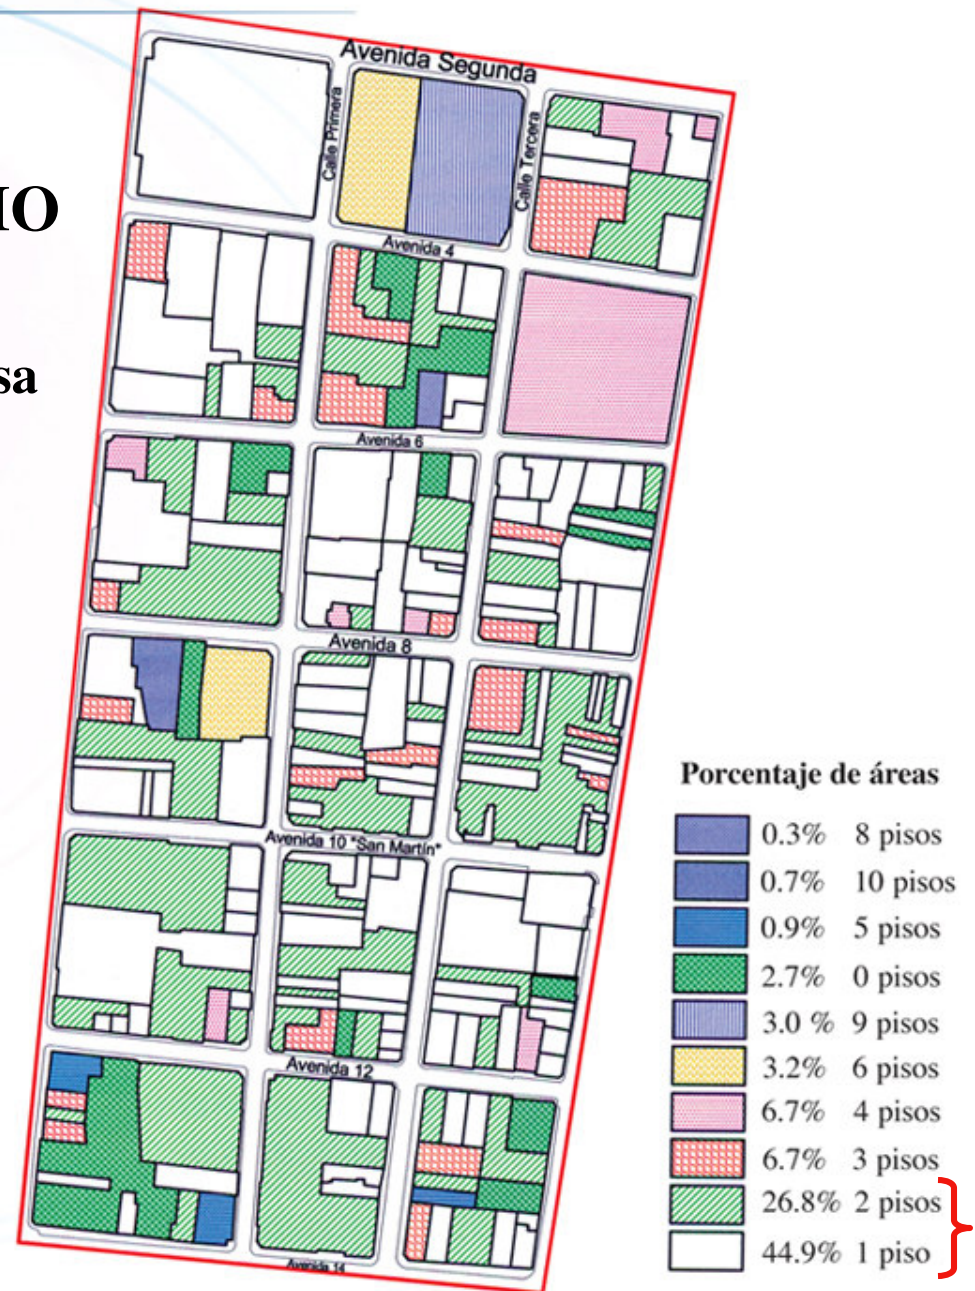 IO
sa
Avenida Segunda
Calle Primera
Calle Tercera
Avenida 4
Avenida 6
Avenida 8
Avenida 10 "San Martín"
Avenida 12
Avenida 14
Porcentaje de áreas
0.3% 8 pisos
0.7% 10 pisos
0.9% 5 pisos
2.7% 0 pisos
3.0 % 9 pisos
3.2% 6 pisos
6.7% 4 pisos
6.7% 3 pisos
26.8% 2 pisos
44.9% 1 piso